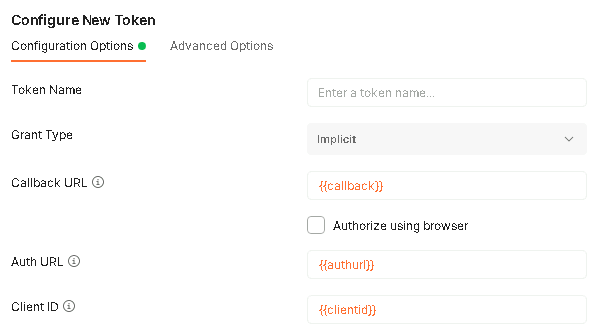 Configure New Token
Configuration Options Advanced Options
Token Name Enter a token name...
Grant Type Implicit
Callback URL {{callback}}
Authorize using browser
Auth URL {{authurl}}
Client ID {{clientid}}